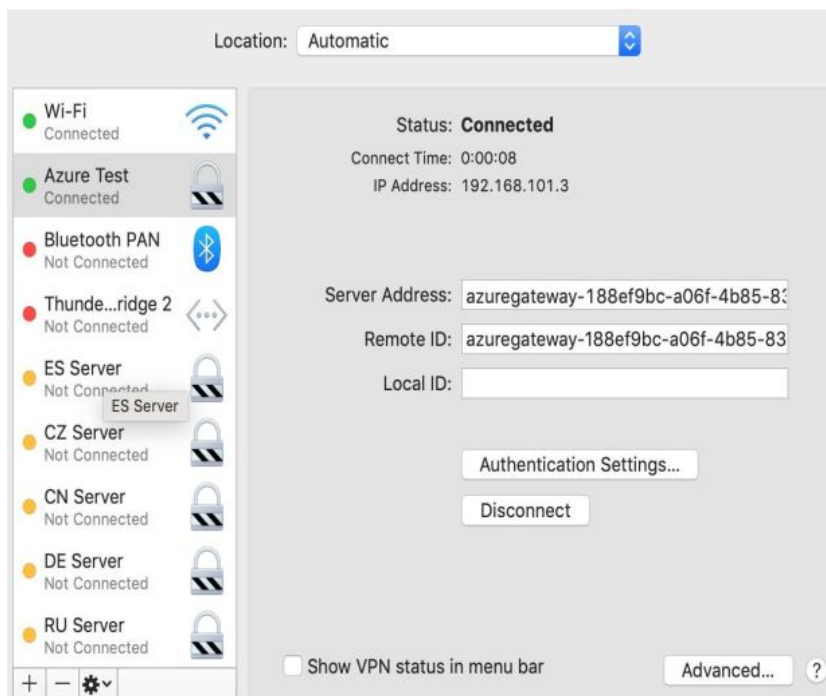 Location: Automatic
Wi-Fi
Connected
Azure Test
Connected
Bluetooth PAN
Not Connected
Thunde...ridge 2
Not Connected
ES Server
Not Connected
ES Server
CZ Server
Not Connected
CN Server
Not Connected
DE Server
Not Connected
RU Server
Not Connected
Status: Connected
Connect Time: 0:00:08
IP Address: 192.168.101.3
Server Address: azuregateway-188ef9bc-a06f-4b85-83
Remote ID: azuregateway-188ef9bc-a06f-4b85-83
Local ID:
Authentication Settings...
Disconnect
Show VPN status in menu bar
Advanced... ?